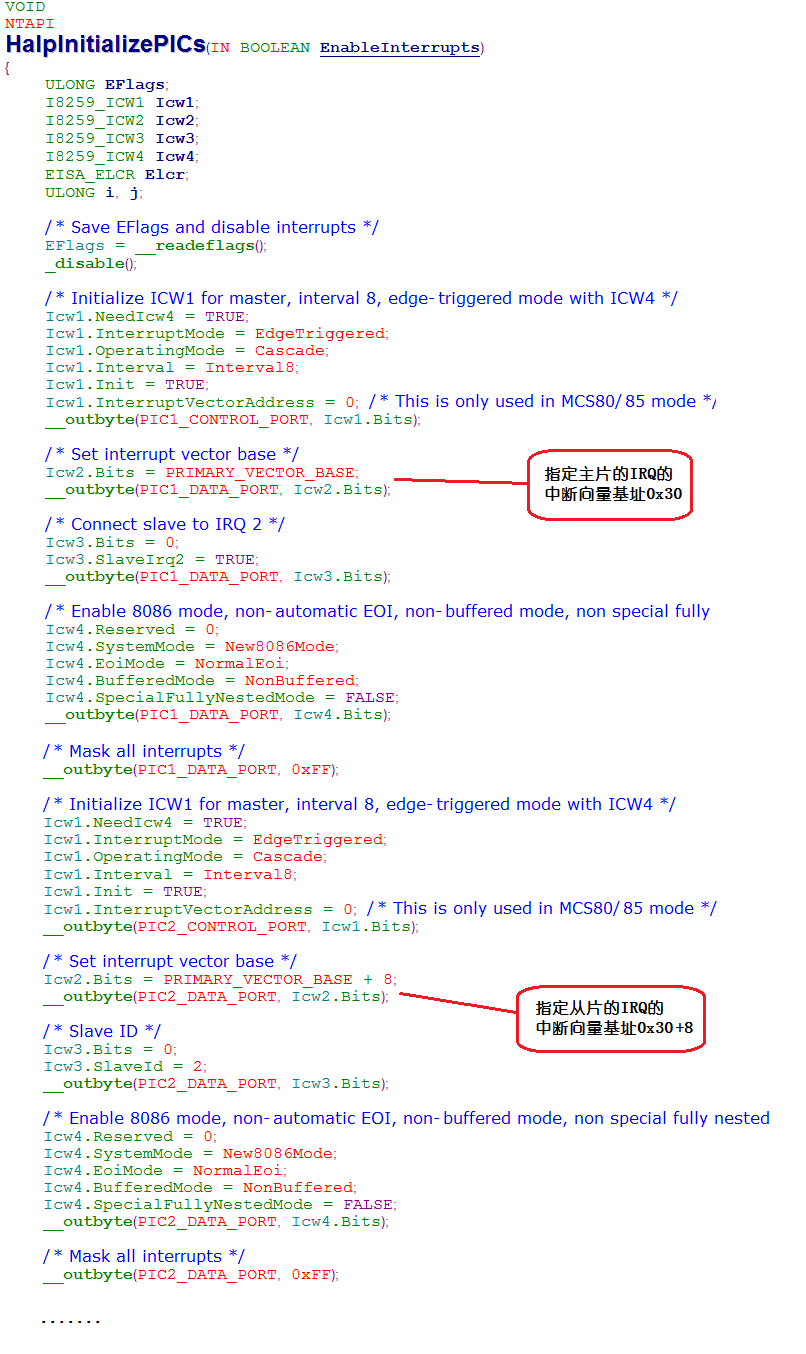 VOID
NTAPI
HalpInitializePICs(IN BOOLEAN EnableInterrupts)
{
ULONG EFlags;
I8259_ICW1 Icw1;
I8259_ICW2 Icw2;
I8259_ICW3 Icw3;
I8259_ICW4 Icw4;
EISA_ELCR Elcr;
ULONG i, j;
/* Save EFlags and disable interrupts */
EFlags = __readeflags();
_disable();
/* Initialize ICW1 for master, interval 8, edge-triggered mode with ICW4 */
Icw1.NeedIcw4 = TRUE;
Icw1.InterruptMode = EdgeTriggered;
Icw1.OperatingMode = Cascade;
Icw1.Interval = Interval8;
Icw1.Init = TRUE;
Icw1.InterruptVectorAddress = 0; /* This is only used in MCS80/85 mode */
__outbyte(PIC1_CONTROL_PORT, Icw1.Bits);
/* Set interrupt vector base */
Icw2.Bits = PRIMARY_VECTOR_BASE;
__outbyte(PIC1_DATA_PORT, Icw2.Bits);
指定主片的IRQ的
中断向量基址0x30
/* Connect slave to IRQ 2 */
Icw3.Bits = 0;
Icw3.SlaveIrq2 = TRUE;
__outbyte(PIC1_DATA_PORT, Icw3.Bits);
/* Enable 8086 mode, non-automatic EOI, non-buffered mode, non special fully
Icw4.Reserved = 0;
Icw4.SystemMode = New8086Mode;
Icw4.EoiMode = NormalEoi;
Icw4.BufferedMode = NonBuffered;
Icw4.SpecialFullyNestedMode = FALSE;
__outbyte(PIC1_DATA_PORT, Icw4.Bits);
/* Mask all interrupts */
__outbyte(PIC1_DATA_PORT, 0xFF);
/* Initialize ICW1 for master, interval 8, edge-triggered mode with ICW4 */
Icw1.NeedIcw4 = TRUE;
Icw1.InterruptMode = EdgeTriggered;
Icw1.OperatingMode = Cascade;
Icw1.Interval = Interval8;
Icw1.Init = TRUE;
Icw1.InterruptVectorAddress = 0; /* This is only used in MCS80/85 mode */
__outbyte(PIC2_CONTROL_PORT, Icw1.Bits);
/* Set interrupt vector base */
Icw2.Bits = PRIMARY_VECTOR_BASE + 8;
__outbyte(PIC2_DATA_PORT, Icw2.Bits);
指定从片的IRQ的
中断向量基址0x30+8
/* Slave ID */
Icw3.Bits = 0;
Icw3.SlaveId = 2;
__outbyte(PIC2_DATA_PORT, Icw3.Bits);
/* Enable 8086 mode, non-automatic EOI, non-buffered mode, non special fully nested
Icw4.Reserved = 0;
Icw4.SystemMode = New8086Mode;
Icw4.EoiMode = NormalEoi;
Icw4.BufferedMode = NonBuffered;
Icw4.SpecialFullyNestedMode = FALSE;
__outbyte(PIC2_DATA_PORT, Icw4.Bits);
/* Mask all interrupts */
__outbyte(PIC2_DATA_PORT, 0xFF);
.......